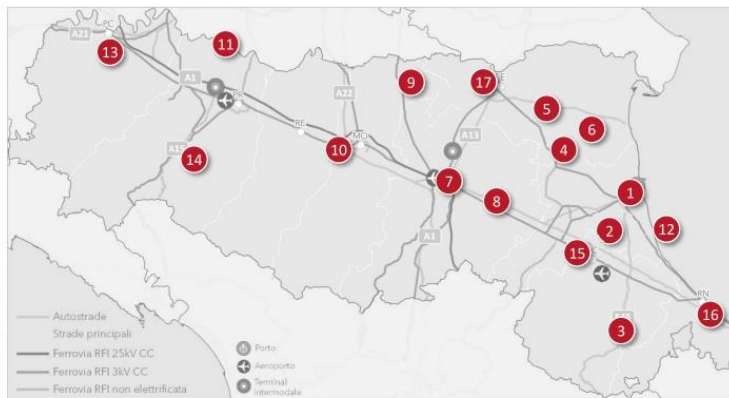 PC
A21
13
11
A1
PR
A15
14
RE
A22
MO
10
9
17
A13
5
6
4
7
8
A1
1
2
12
15
RN
16
3
Autostrade
Strade principali
Ferrovia RFI 25kV CC
Ferrovia RFI 3kV CC
Ferrovia RFI non elettrificata
Porto
Aeroporto
Terminal
intermodale